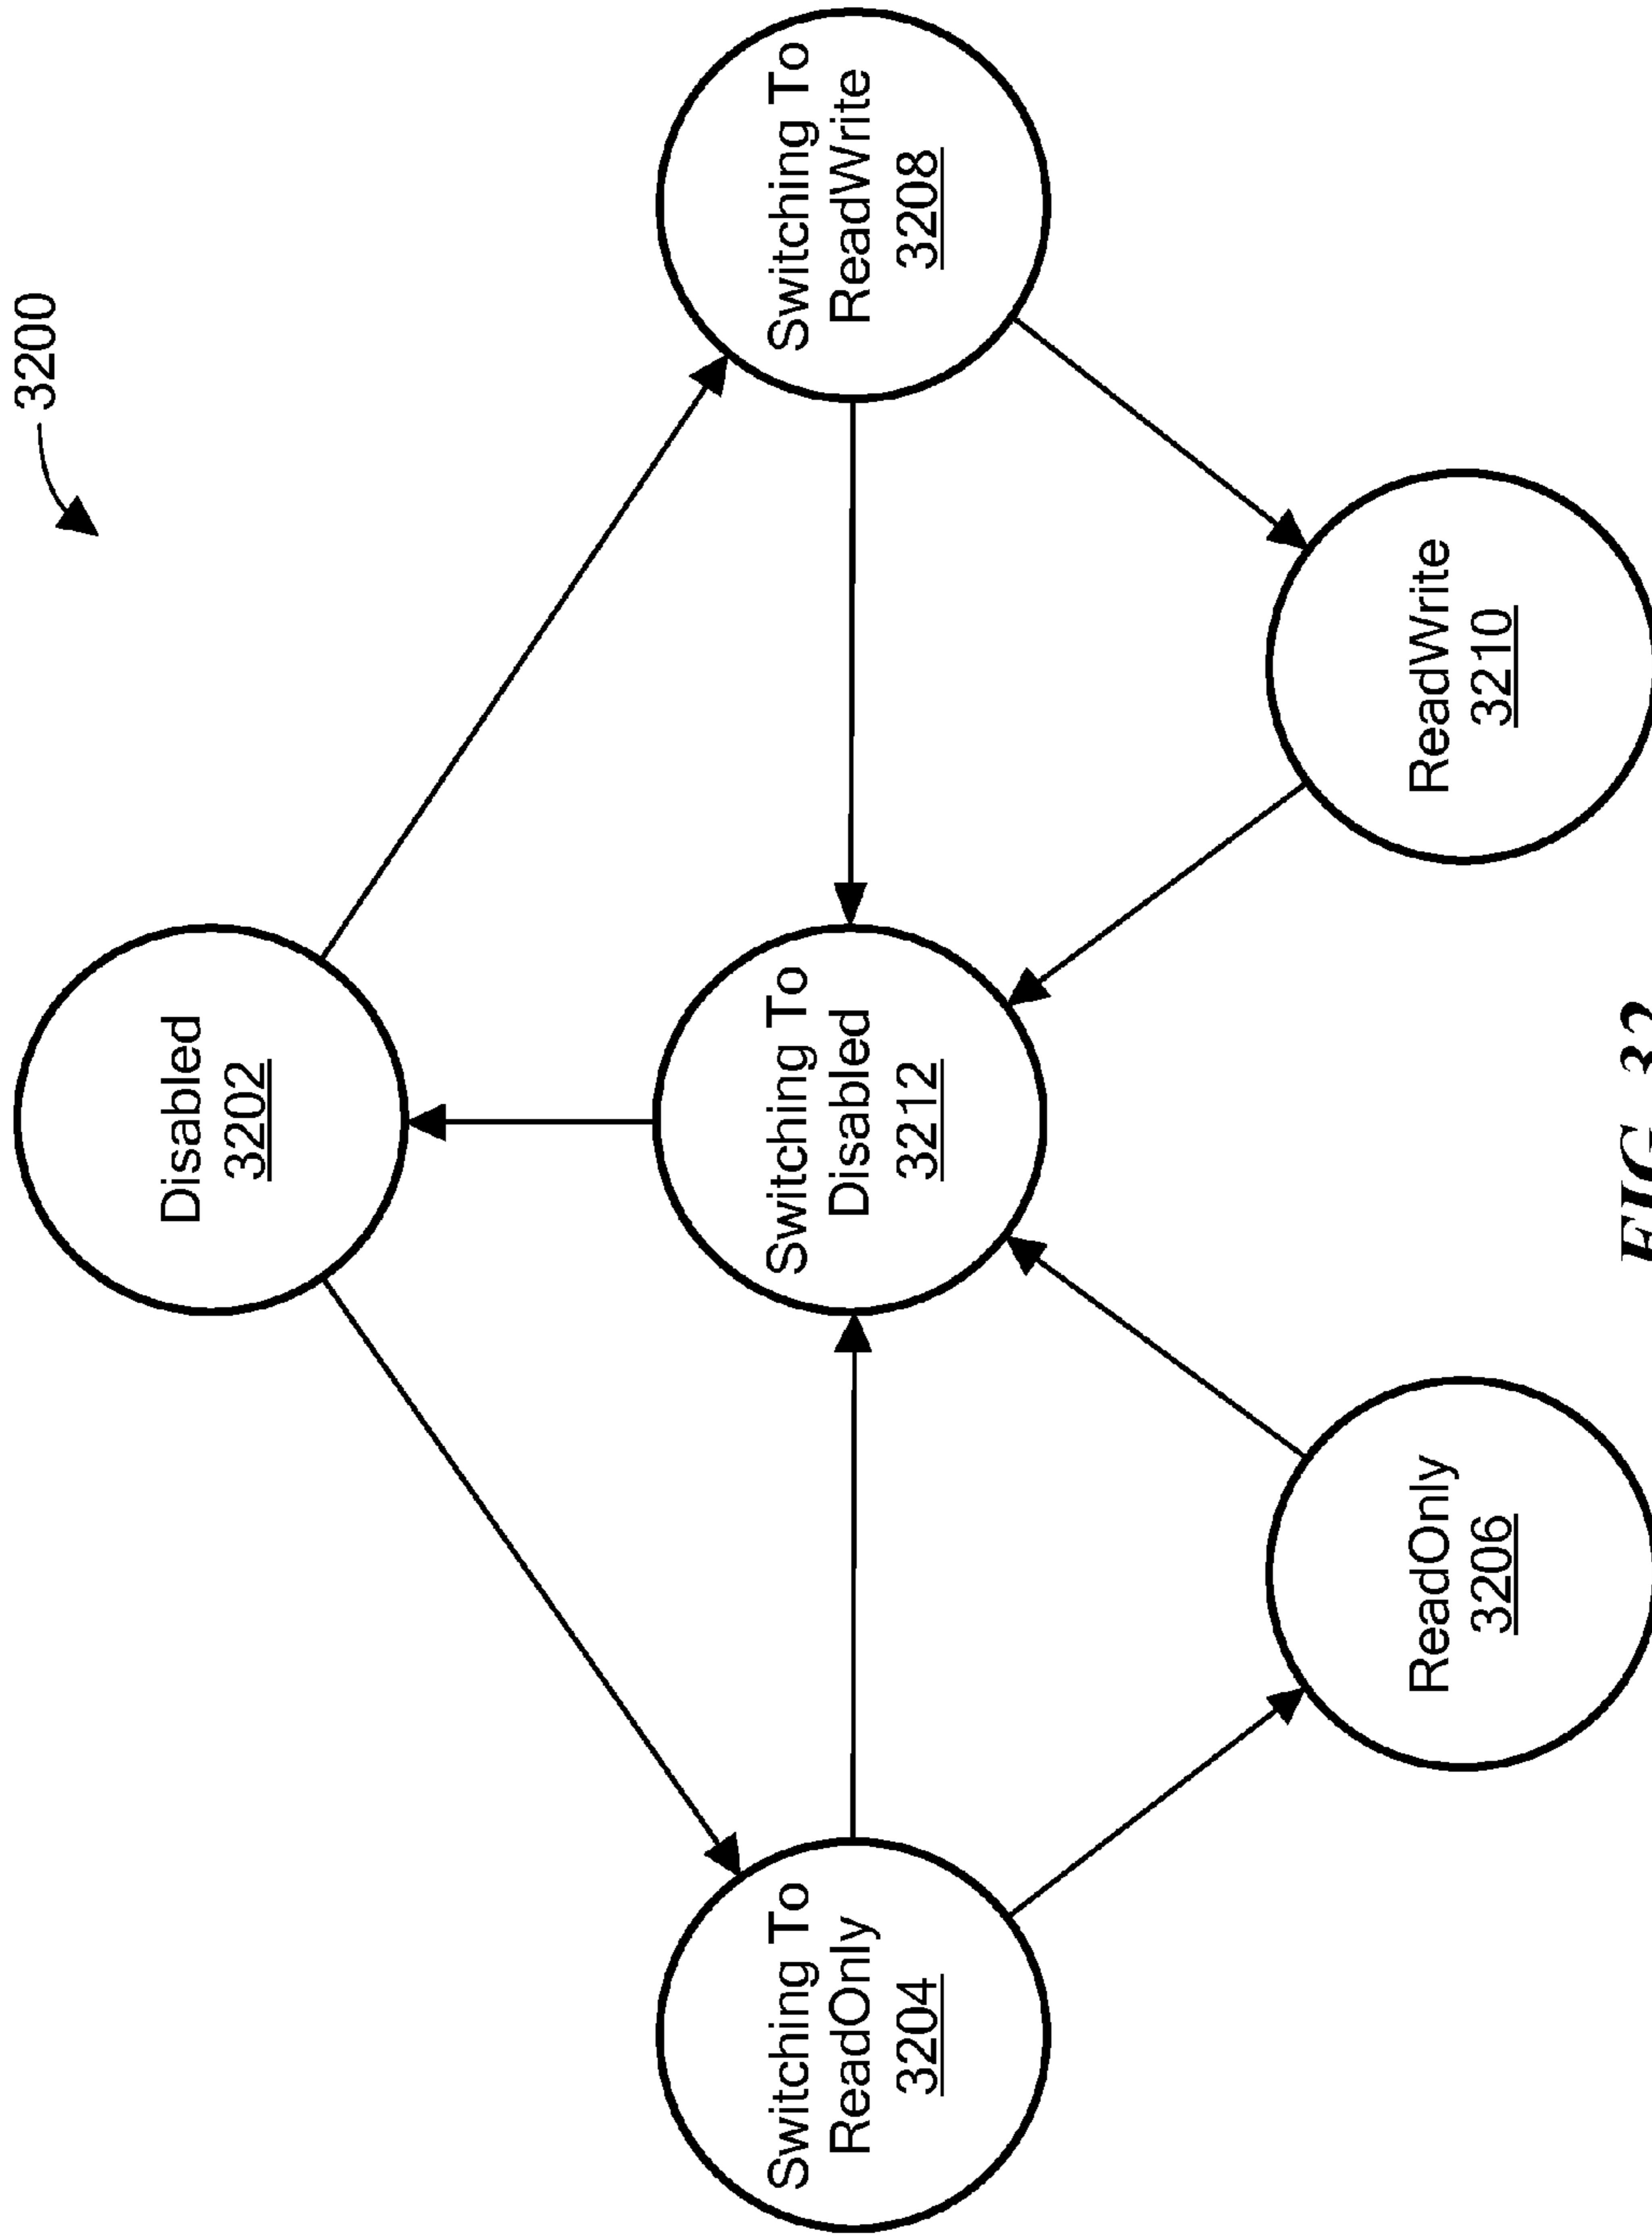 3200
Disabled
3202
Switching To
ReadOnly
3204
Switching To
Disabled
3212
Switching To
ReadWrite
3208
ReadOnly
3206
ReadWrite
3210
FIG. 32